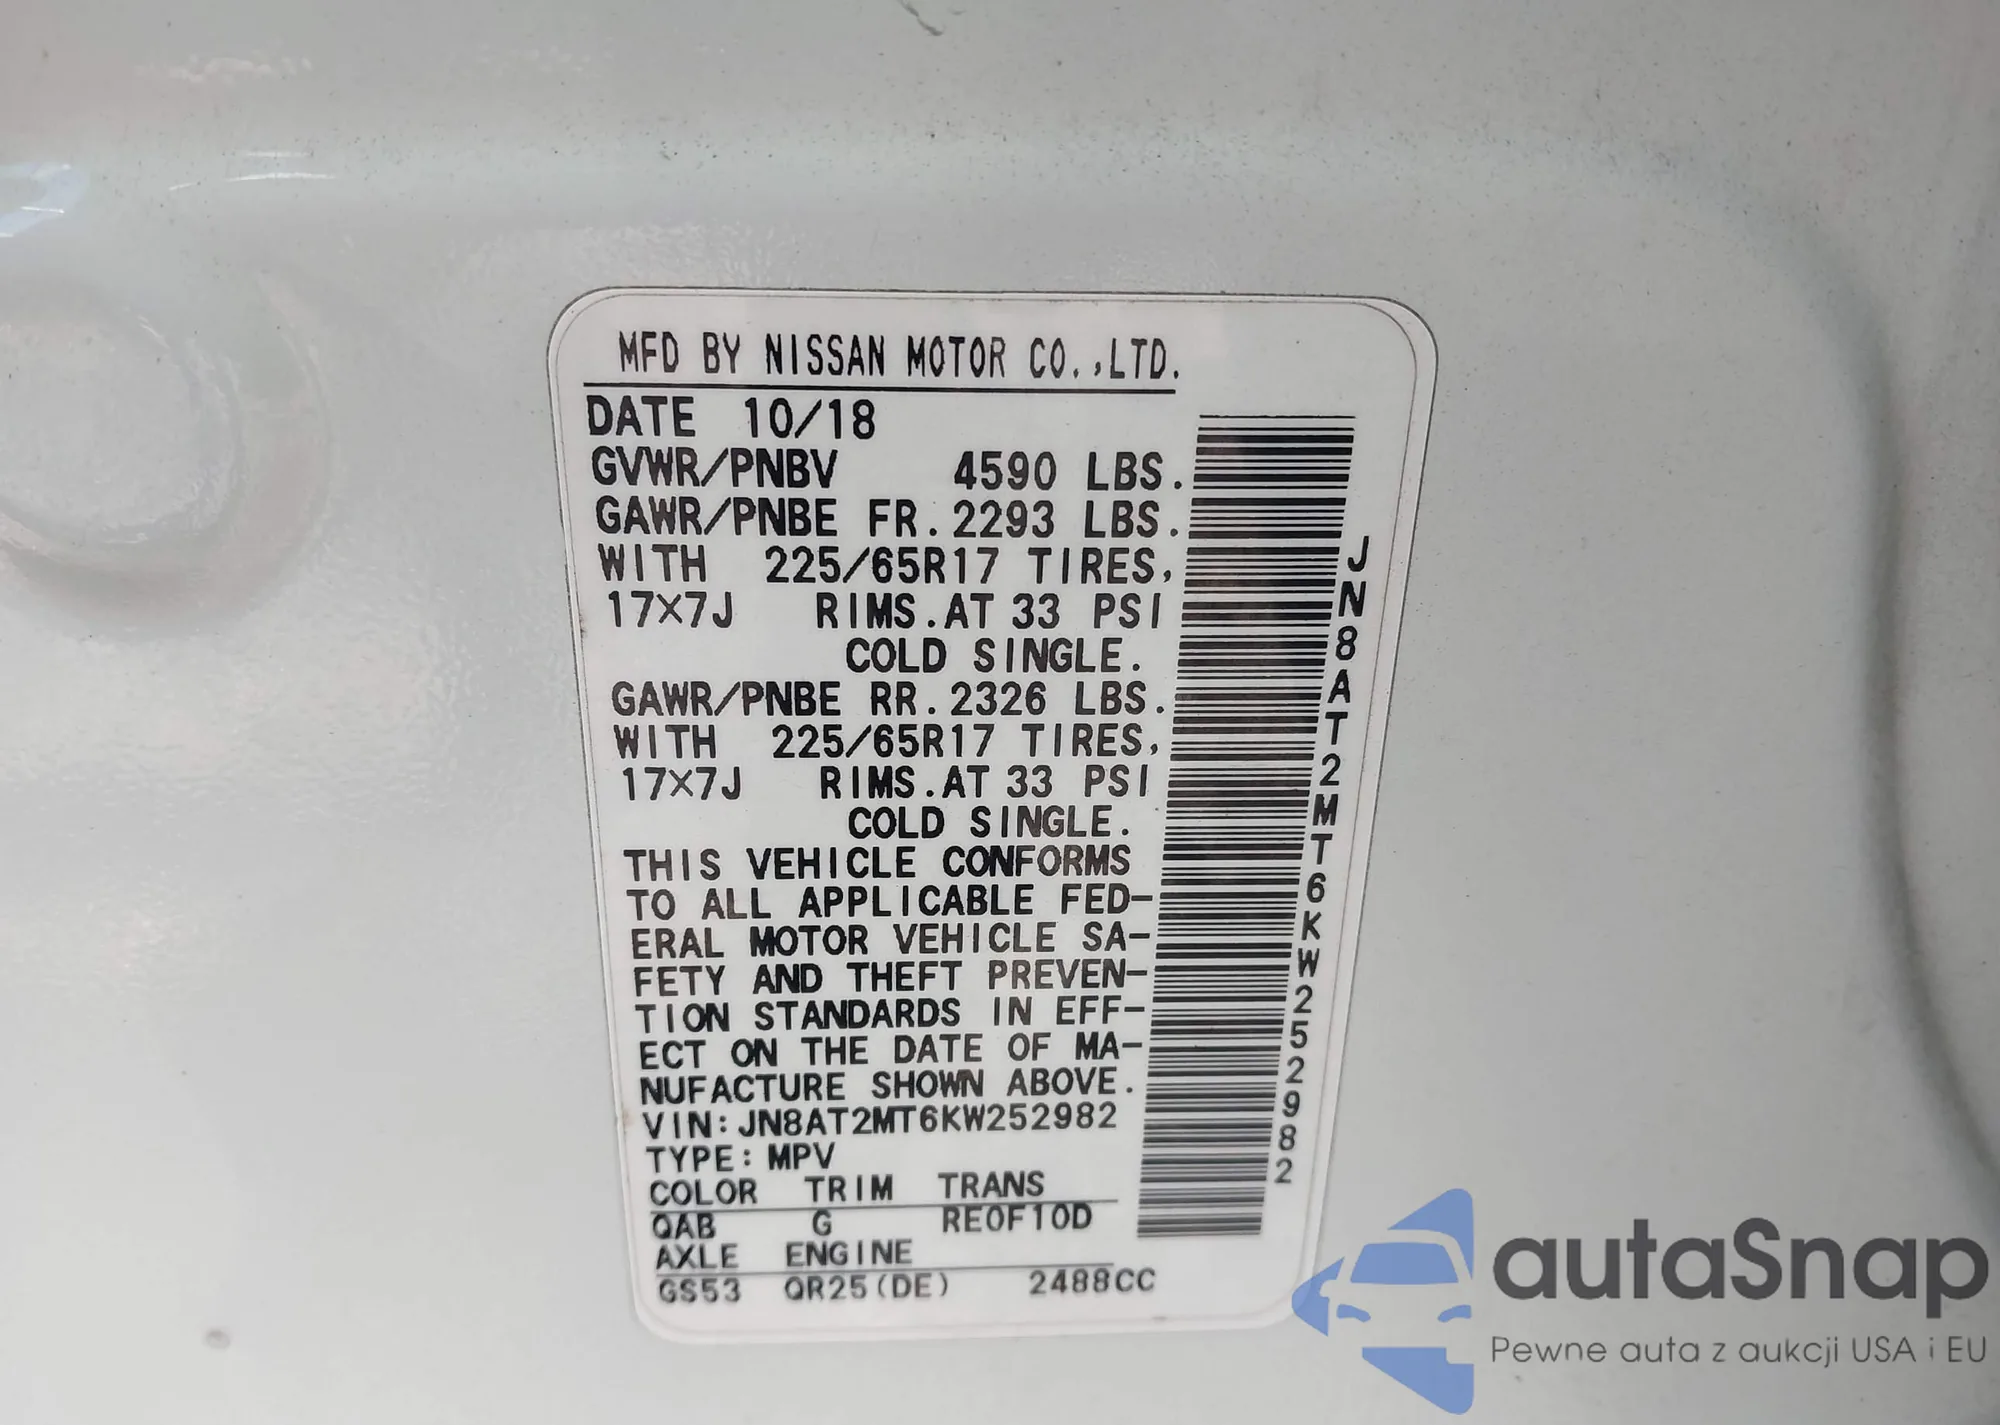 MFD BY NISSAN MOTOR CO.,LTD.
DATE 10/18
GVWR/PNBV 4590 LBS.
GAWR/PNBE FR. 2293 LBS.
WITH 225/65R17 TIRES,
17X7J RIMS. AT 33 PSI
COLD SINGLE.
GAWR/PNBE RR. 2326 LBS.
WITH 225/65R17 TIRES,
17X7J RIMS. AT 33 PSI
COLD SINGLE.
THIS VEHICLE CONFORMS
TO ALL APPLICABLE FED-
ERAL MOTOR VEHICLE SA-
FETY AND THEFT PREVEN-
TION STANDARDS IN EFF-
ECT ON THE DATE OF MA-
NUFACTURE SHOWN ABOVE.
VIN: JN8AT2MT6KW252982
TYPE: MPV
COLOR TRIM TRANS
QAB G RE0F10D
AXLE ENGINE
GS53 QR25(DE) 2488CC
JN8AT2MT6KW252982
autaSnap
Pewne auta z aukcji USA i EU